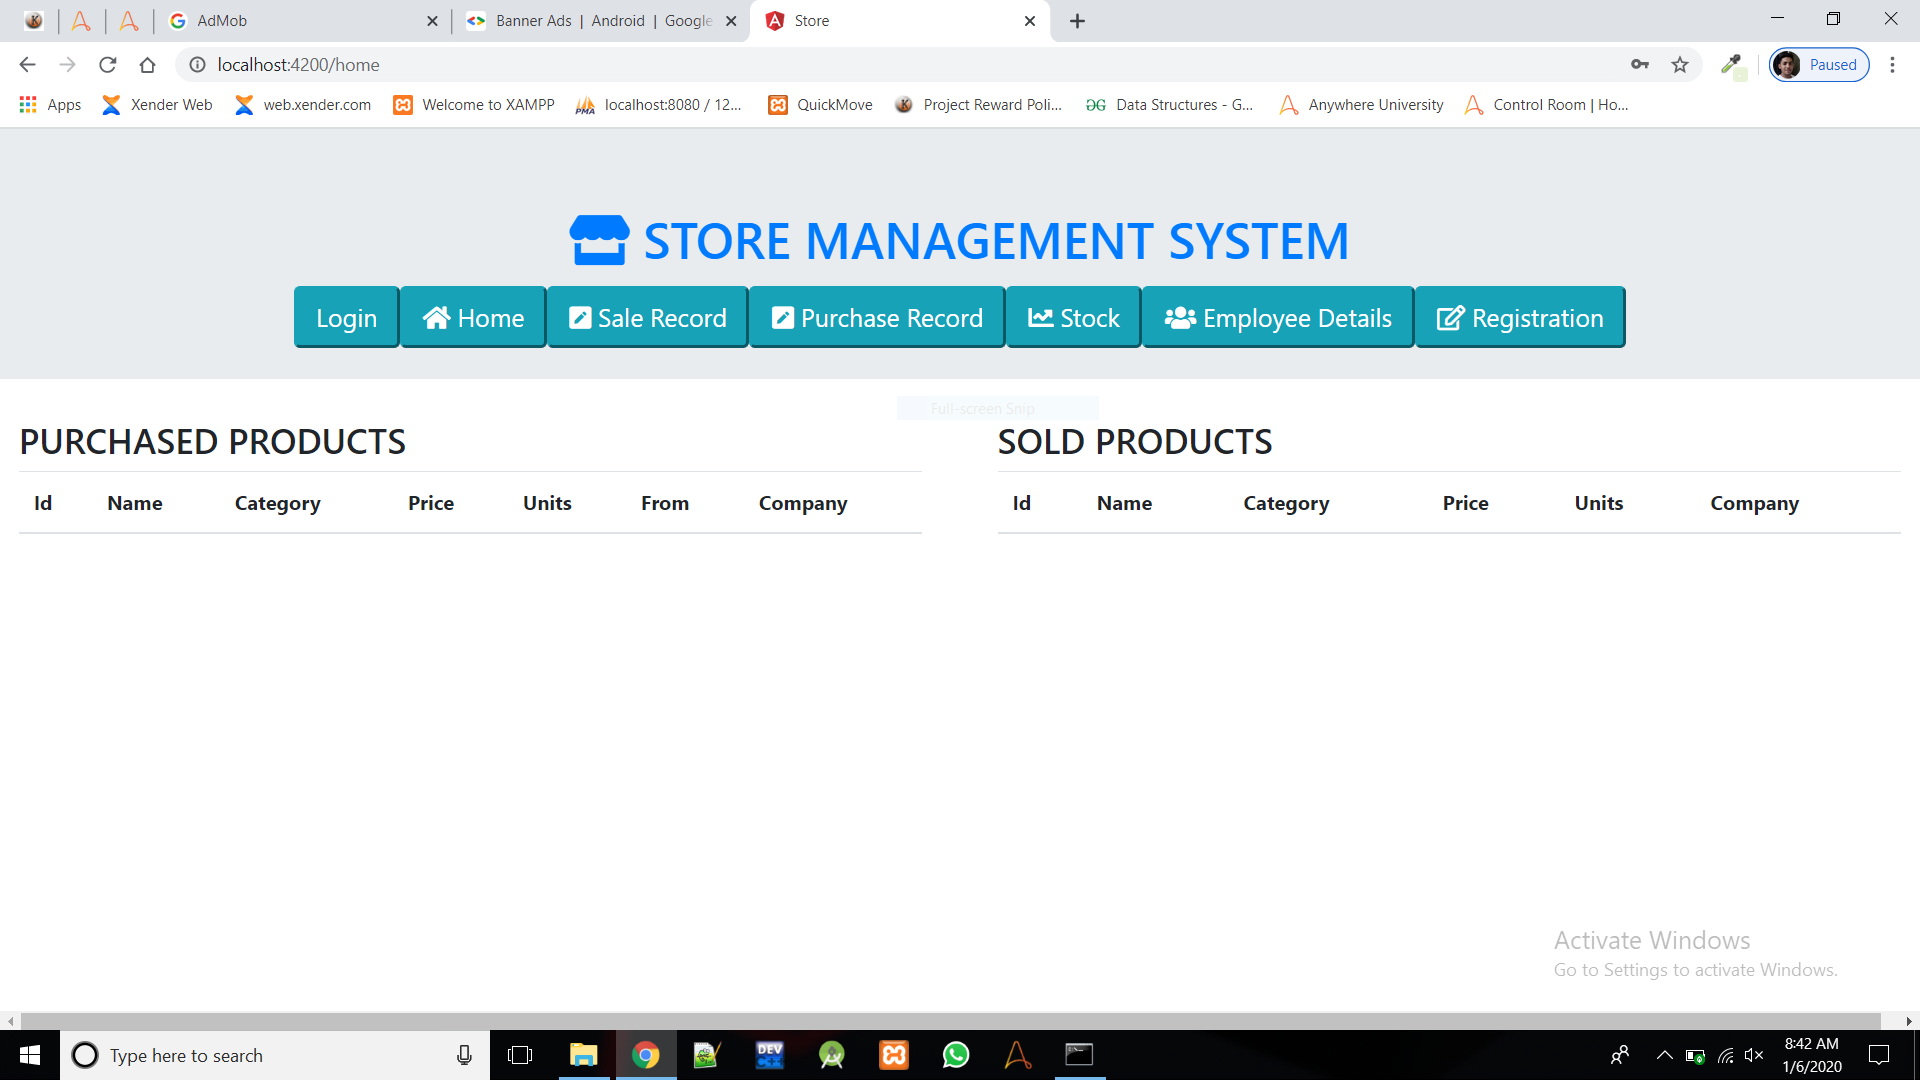 AdMob
Banner Ads | Android | Google
Store
localhost:4200/home
Paused
Apps
Xender Web
web.xender.com
Welcome to XAMPP
PMA
localhost:8080 / 12...
QuickMove
Project Reward Poli...
Data Structures - G...
Anywhere University
Control Room | Ho...
STORE MANAGEMENT SYSTEM
Login
Home
Sale Record
Purchase Record
Stock
Employee Details
Registration
Full-screen Snip
PURCHASED PRODUCTS
Id Name Category Price Units From Company
SOLD PRODUCTS
Id Name Category Price Units Company
Activate Windows
Go to Settings to activate Windows.
Type here to search
DEV
8:42 AM
1/6/2020